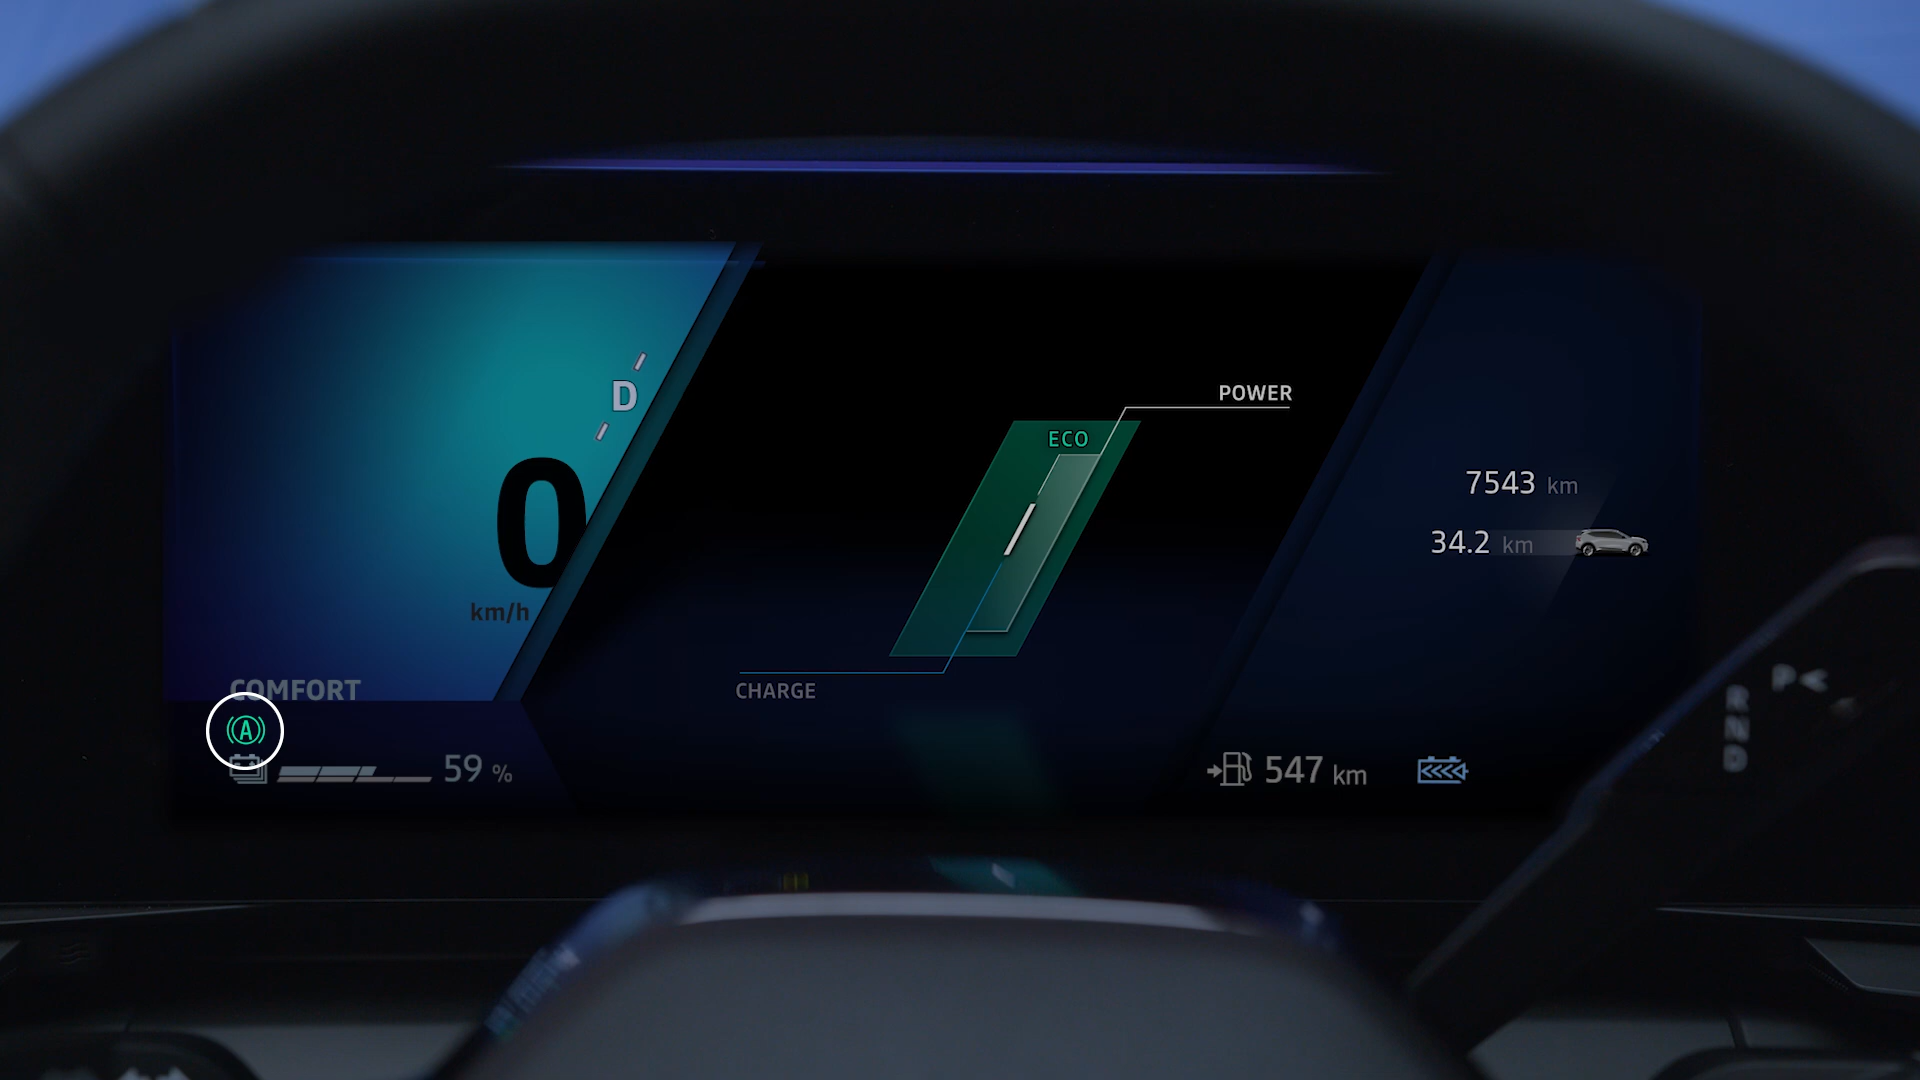 D
0
km/h
COMFORT
A
59 %
POWER
ECO
CHARGE
7543 km
34.2 km
547 km
P
R
N
D